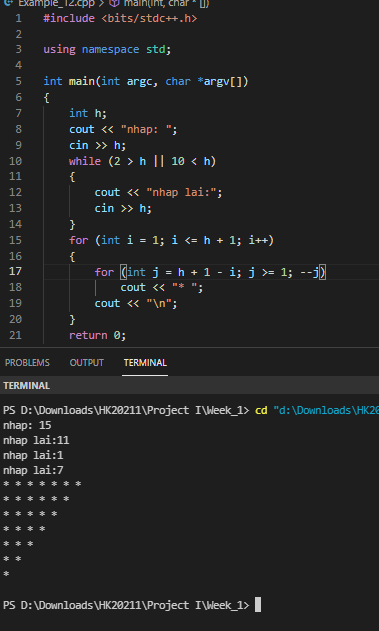 Example_12.cpp > main(int, char * [])
1 #include <bits/stdc++.h>
2
3 using namespace std;
4
5 int main(int argc, char *argv[])
6 {
7 int h;
8 cout << "nhap: ";
9 cin >> h;
10 while (2 > h || 10 < h)
11 {
12 cout << "nhap lai:";
13 cin >> h;
14 }
15 for (int i = 1; i <= h + 1; i++)
16 {
17 for (int j = h + 1 - i; j >= 1; --j)
18 cout << "* ";
19 cout << "\n";
20 }
21 return 0;
PROBLEMS OUTPUT TERMINAL
TERMINAL
PS D:\Downloads\HK20211\Project I\Week_1> cd "d:\Downloads\HK20
nhap: 15
nhap lai:11
nhap lai:1
nhap lai:7
* * * * * * *
* * * * * *
* * * * *
* * * *
* * *
* *
*
PS D:\Downloads\HK20211\Project I\Week_1>